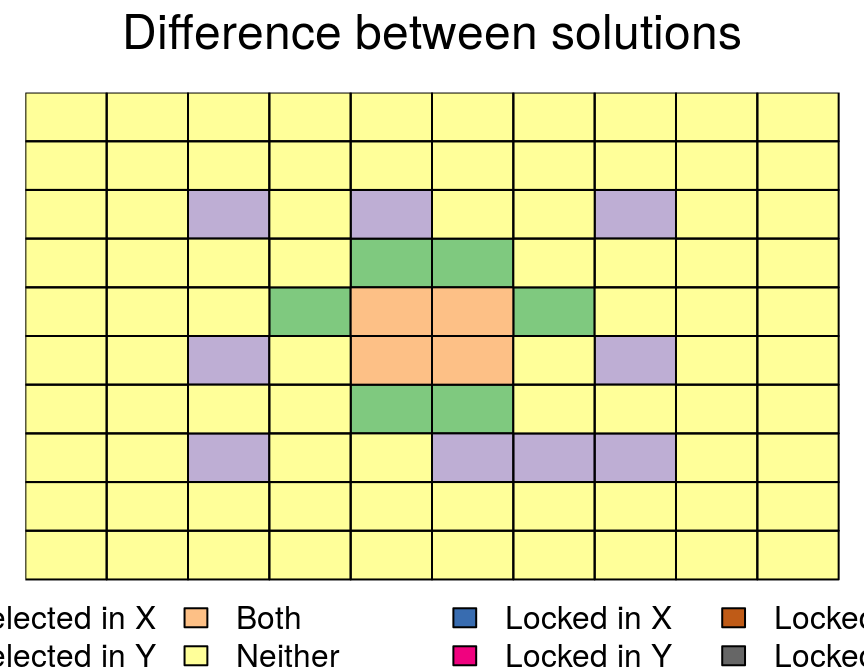 Difference between solutions
elected in X Both Locked in X Locked
elected in Y Neither Locked in Y Locked